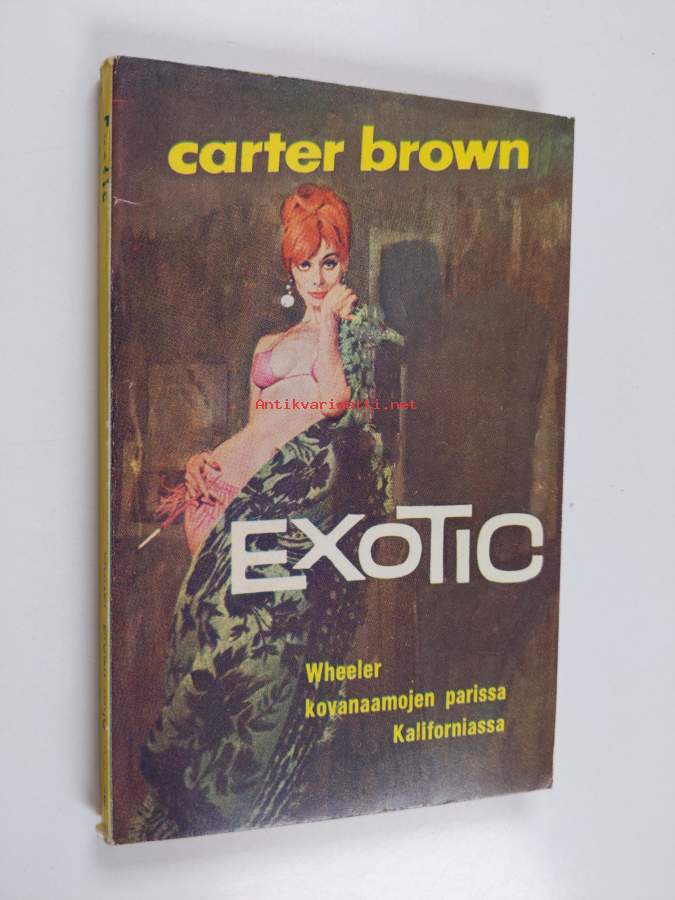 carter brown
Antikvariaatti.net
EXOTIC
Wheeler
kovanaamojen parissa
Kaliforniassa